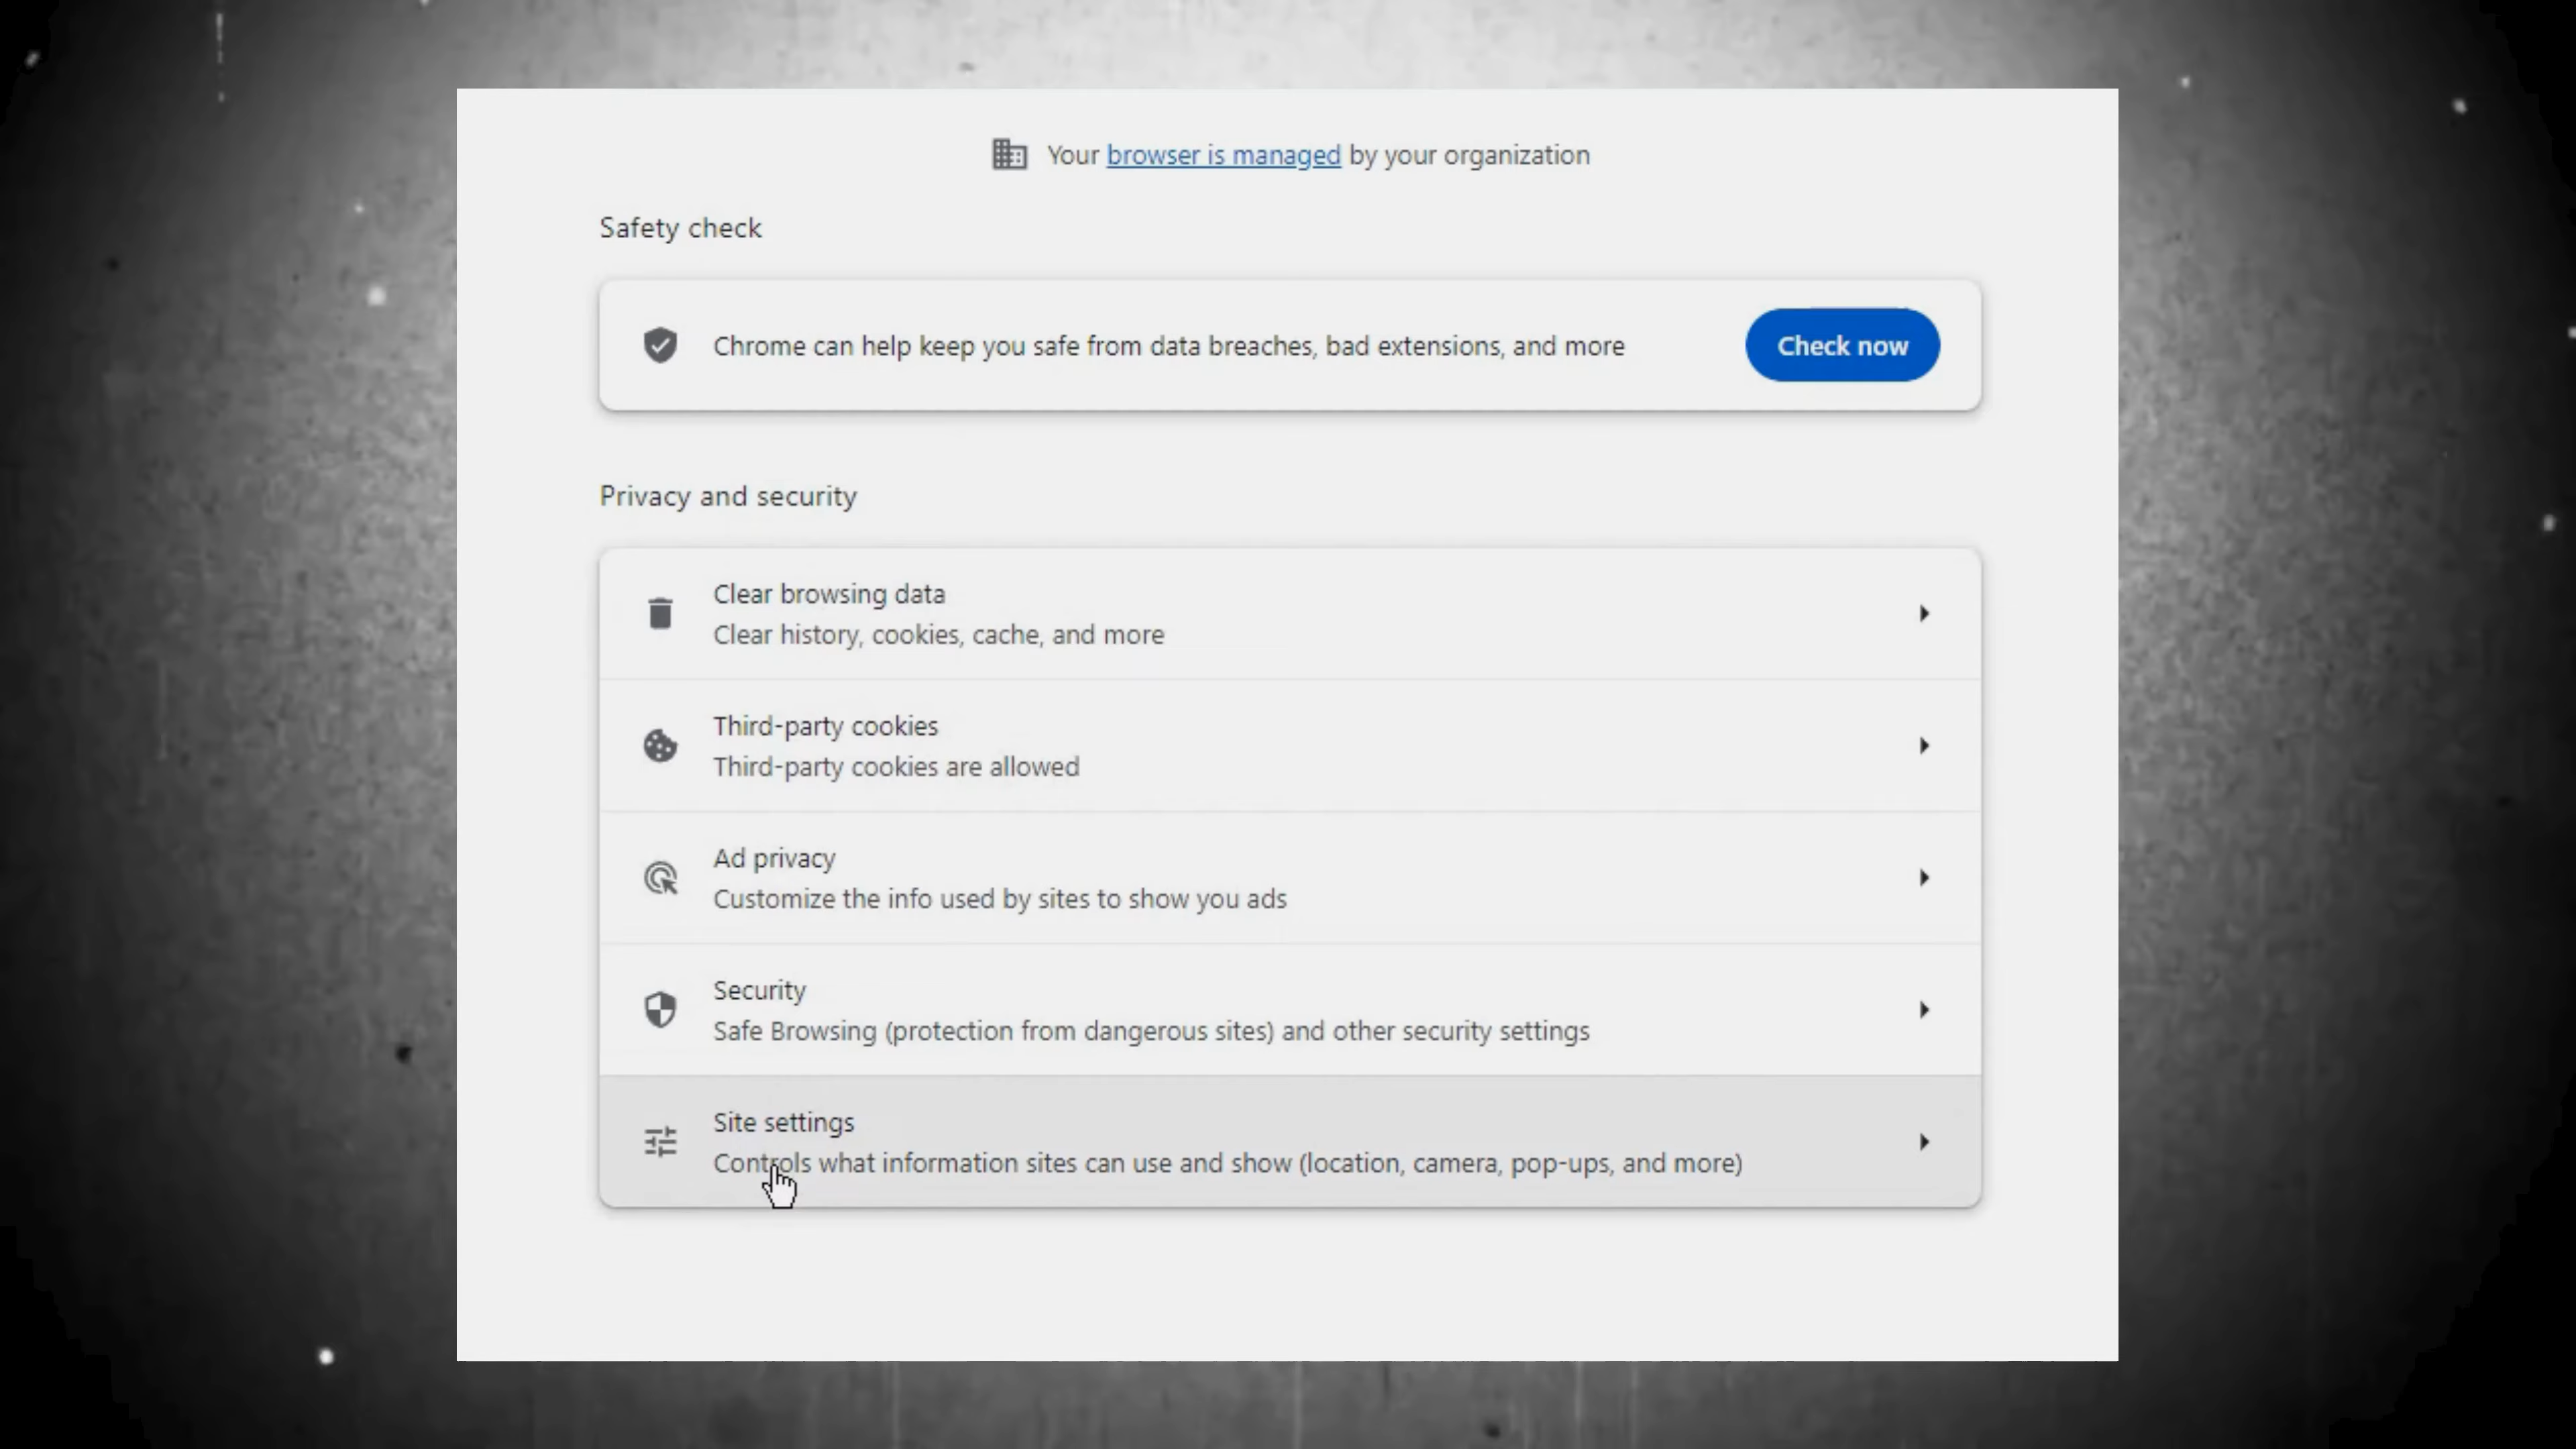 Your browser is managed by your organization
Safety check
Chrome can help keep you safe from data breaches, bad extensions, and more
Check now
Privacy and security
Clear browsing data
Clear history, cookies, cache, and more
Third-party cookies
Third-party cookies are allowed
Ad privacy
Customize the info used by sites to show you ads
Security
Safe Browsing (protection from dangerous sites) and other security settings
Site settings
Controls what information sites can use and show (location, camera, pop-ups, and more)